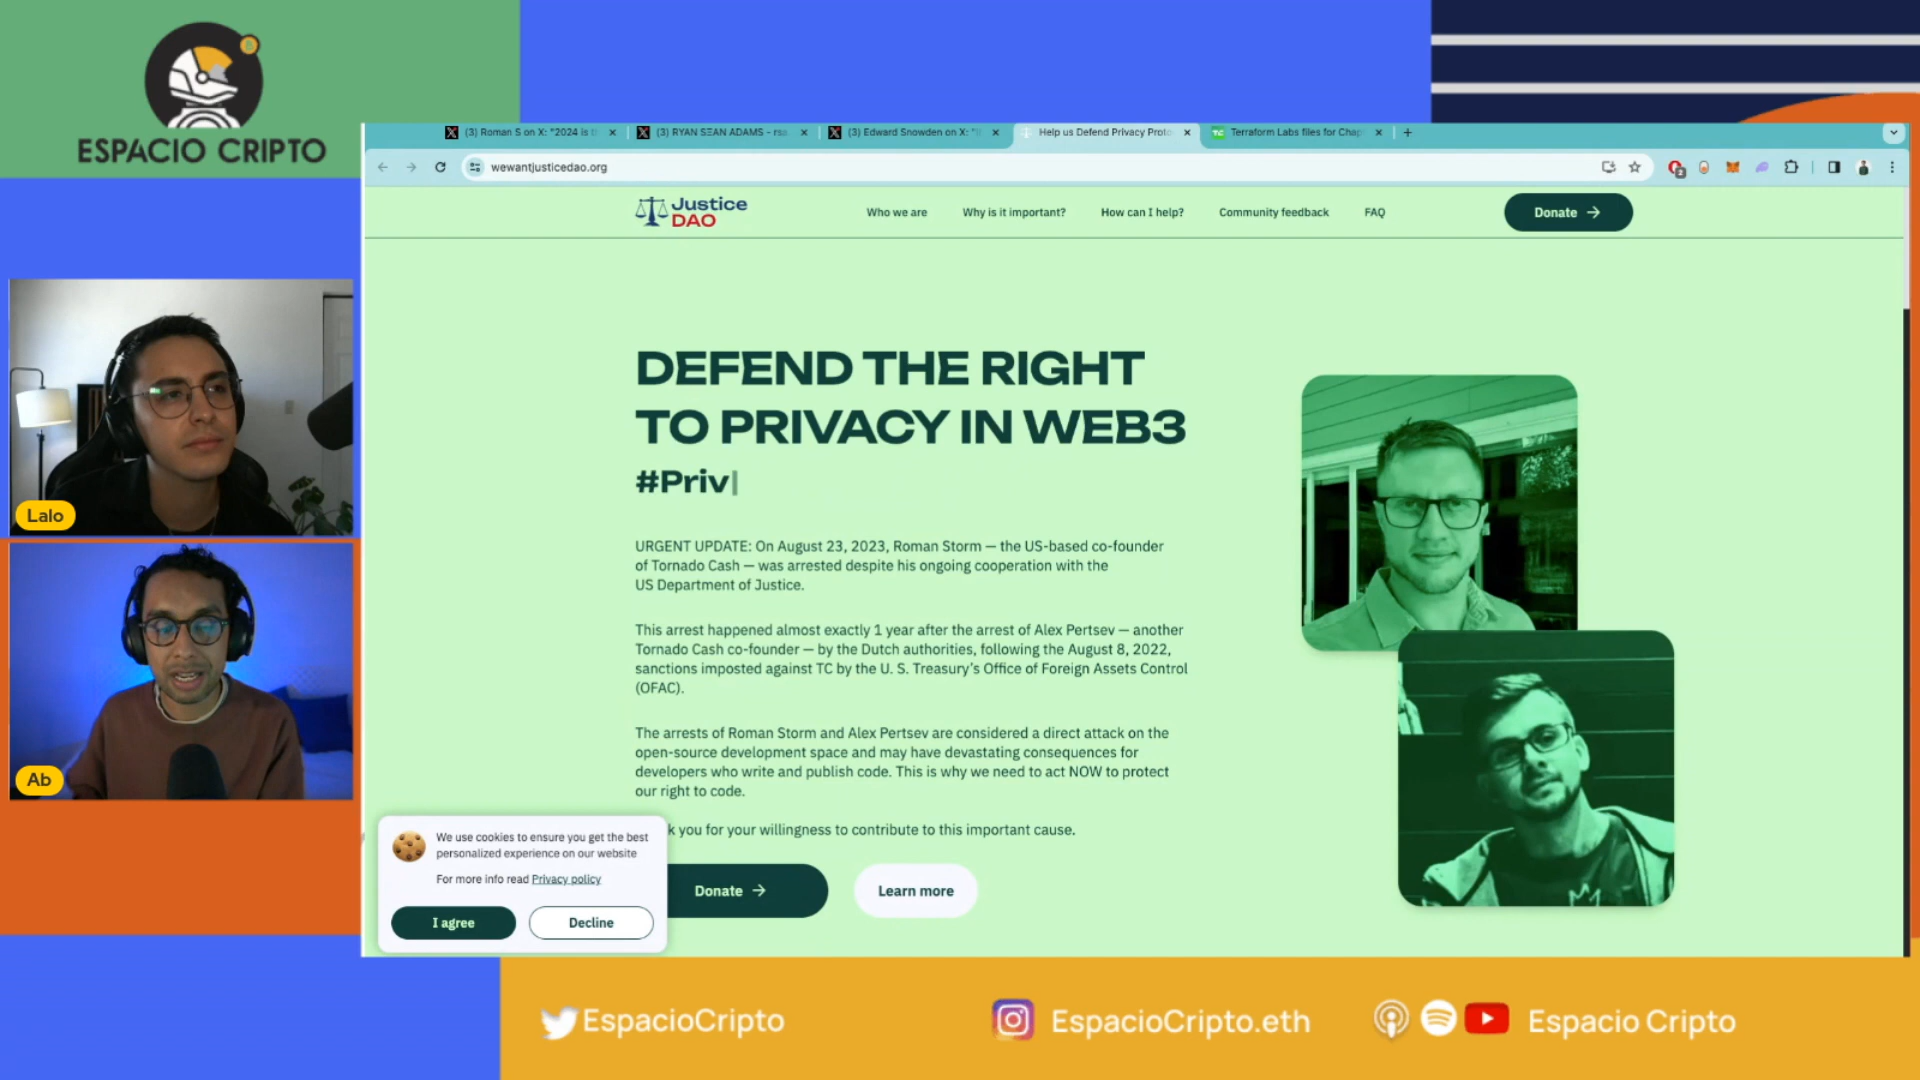 ESPACIO CRIPTO
(3) Roman S on X: "2024 is t
(3) RYAN SΞAN ADAMS - rsa.
(3) Edward Snowden on X: "I
Help us Defend Privacy Proto
Terraform Labs files for Chap
wewantjusticedao.org
Justice
DAO
Who we are
Why is it important?
How can I help?
Community feedback
FAQ
Donate →
DEFEND THE RIGHT
TO PRIVACY IN WEB3
#Priv|
URGENT UPDATE: On August 23, 2023, Roman Storm — the US-based co-founder
of Tornado Cash — was arrested despite his ongoing cooperation with the
US Department of Justice.
This arrest happened almost exactly 1 year after the arrest of Alex Pertsev — another
Tornado Cash co-founder — by the Dutch authorities, following the August 8, 2022,
sanctions imposed against TC by the U. S. Treasury's Office of Foreign Assets Control
(OFAC).
The arrests of Roman Storm and Alex Pertsev are considered a direct attack on the
open-source development space and may have devastating consequences for
developers who write and publish code. This is why we need to act NOW to protect
our right to code.
k you for your willingness to contribute to this important cause.
Donate →
Learn more
We use cookies to ensure you get the best
personalized experience on our website
For more info read Privacy policy
I agree
Decline
Lalo
Ab
EspacioCripto
EspacioCripto.eth
Espacio Cripto